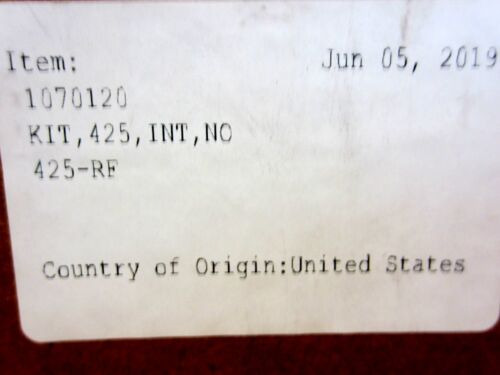 Item: Jun 05, 2019
1070120
KIT,425,INT,NO
425-RF
Country of Origin:United States